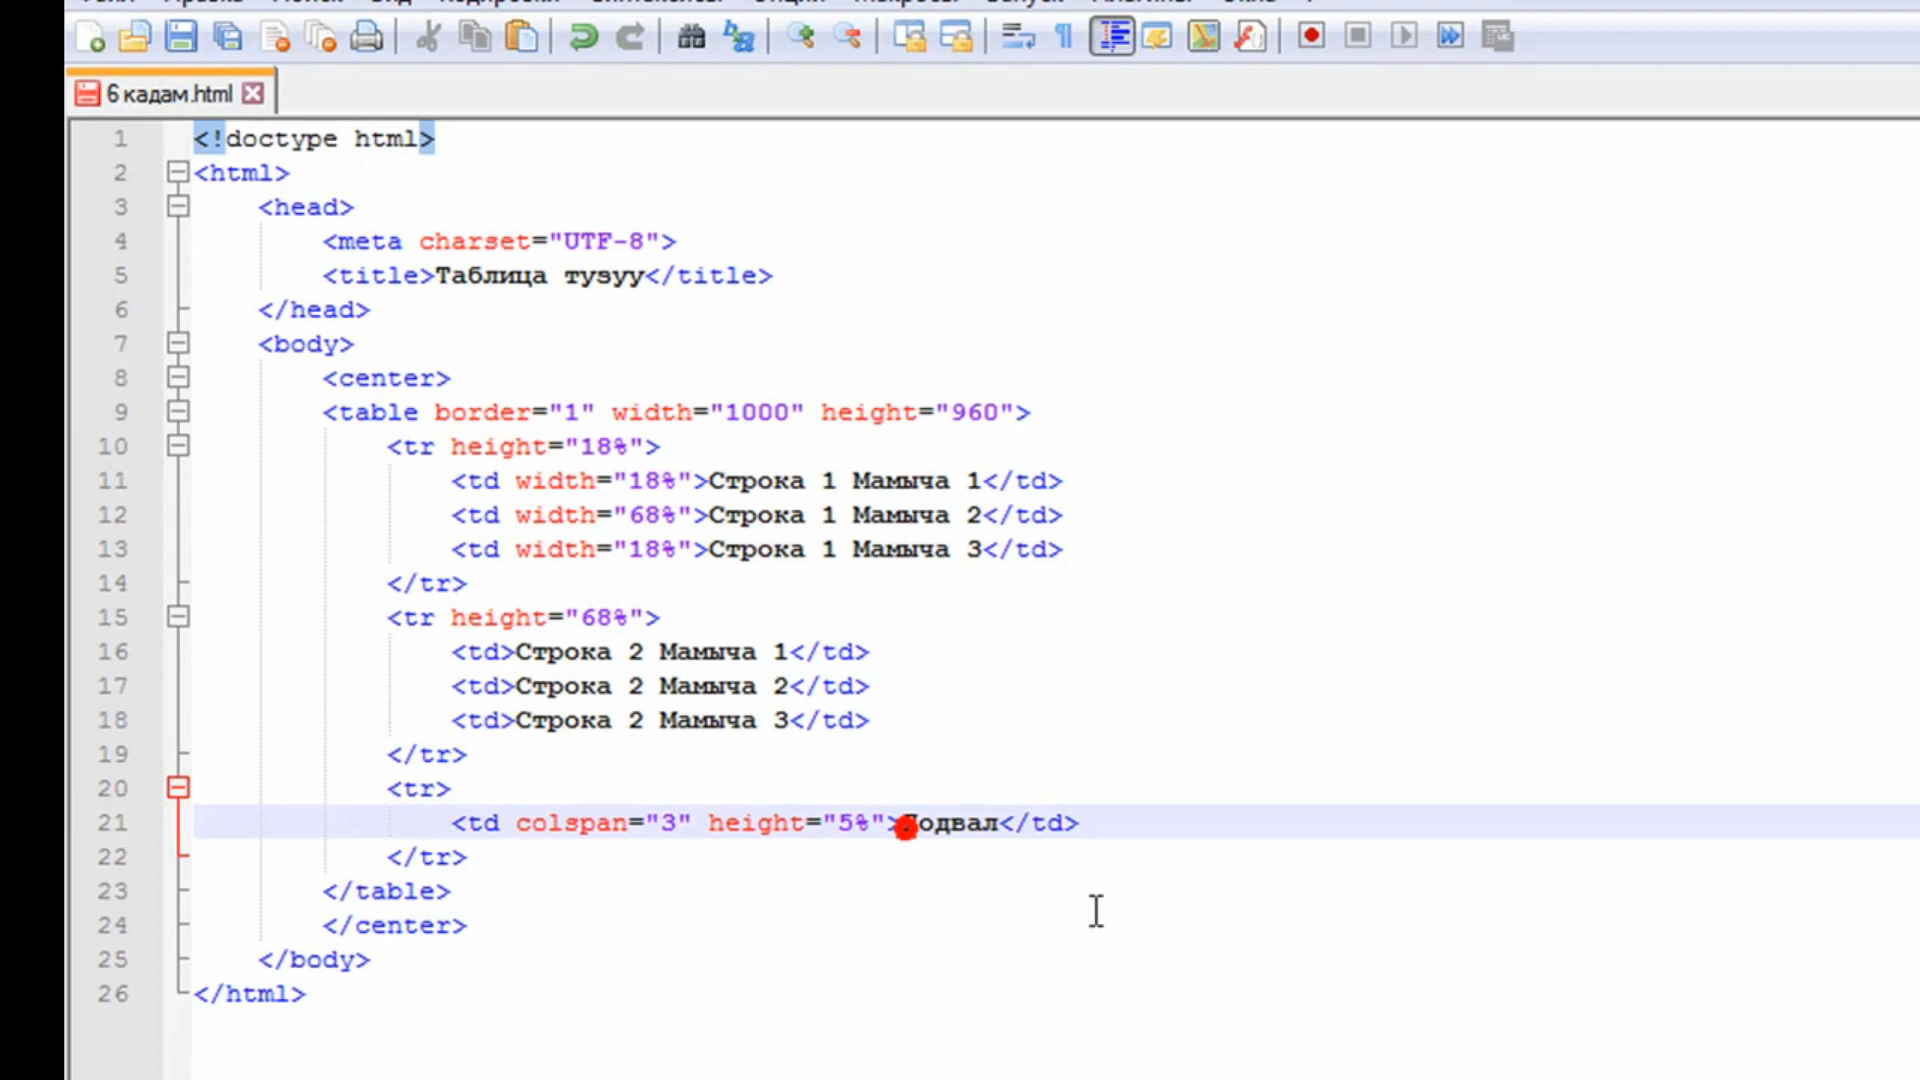 6 кадам.html
1 <!doctype html>
2 <html>
3 <head>
4 <meta charset="UTF-8">
5 <title>Таблица тузуу</title>
6 </head>
7 <body>
8 <center>
9 <table border="1" width="1000" height="960">
10 <tr height="18%">
11 <td width="18%">Строка 1 Мамыча 1</td>
12 <td width="68%">Строка 1 Мамыча 2</td>
13 <td width="18%">Строка 1 Мамыча 3</td>
14 </tr>
15 <tr height="68%">
16 <td>Строка 2 Мамыча 1</td>
17 <td>Строка 2 Мамыча 2</td>
18 <td>Строка 2 Мамыча 3</td>
19 </tr>
20 <tr>
21 <td colspan="3" height="5%">Подвал</td>
22 </tr>
23 </table>
24 </center>
25 </body>
26 </html>